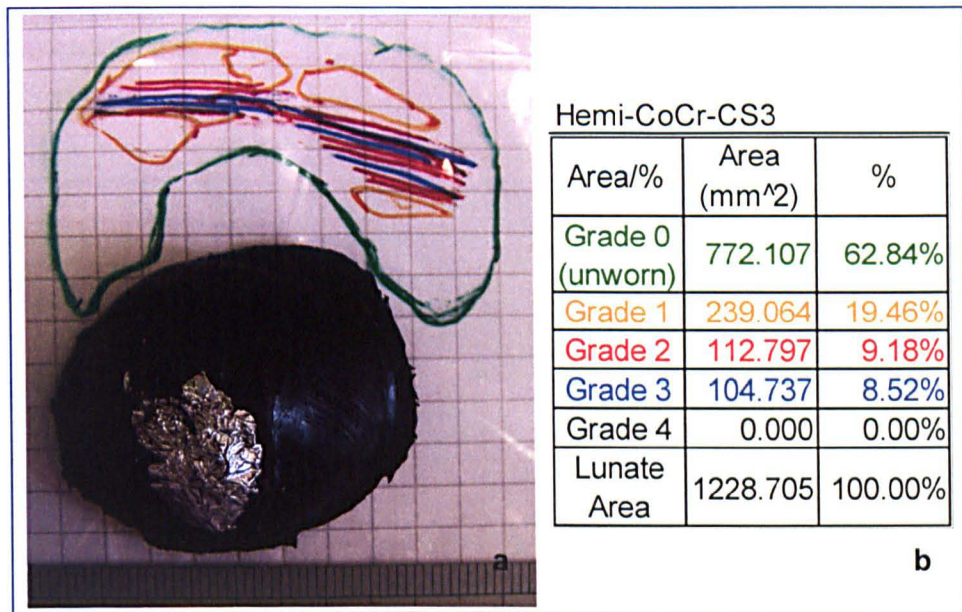 Hemi-CoCr-CS3
Area/% Area (mm^2) %
Grade 0 (unworn) 772.107 62.84%
Grade 1 239.064 19.46%
Grade 2 112.797 9.18%
Grade 3 104.737 8.52%
Grade 4 0.000 0.00%
Lunate Area 1228.705 100.00%
a
b